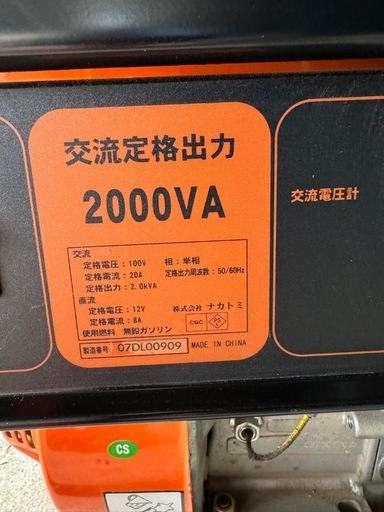 交流定格出力
2000VA
交流
定格電圧：100V 相：単相
定格電流：20A 定格出力周波数：50/60Hz
定格出力：2.0kVA
直流
定格電圧：12V 株式会社 ナカトミ
定格電流：8A
使用燃料 無鉛ガソリン
製造番号 07DL00909 MADE IN CHINA
交流電圧計
CS